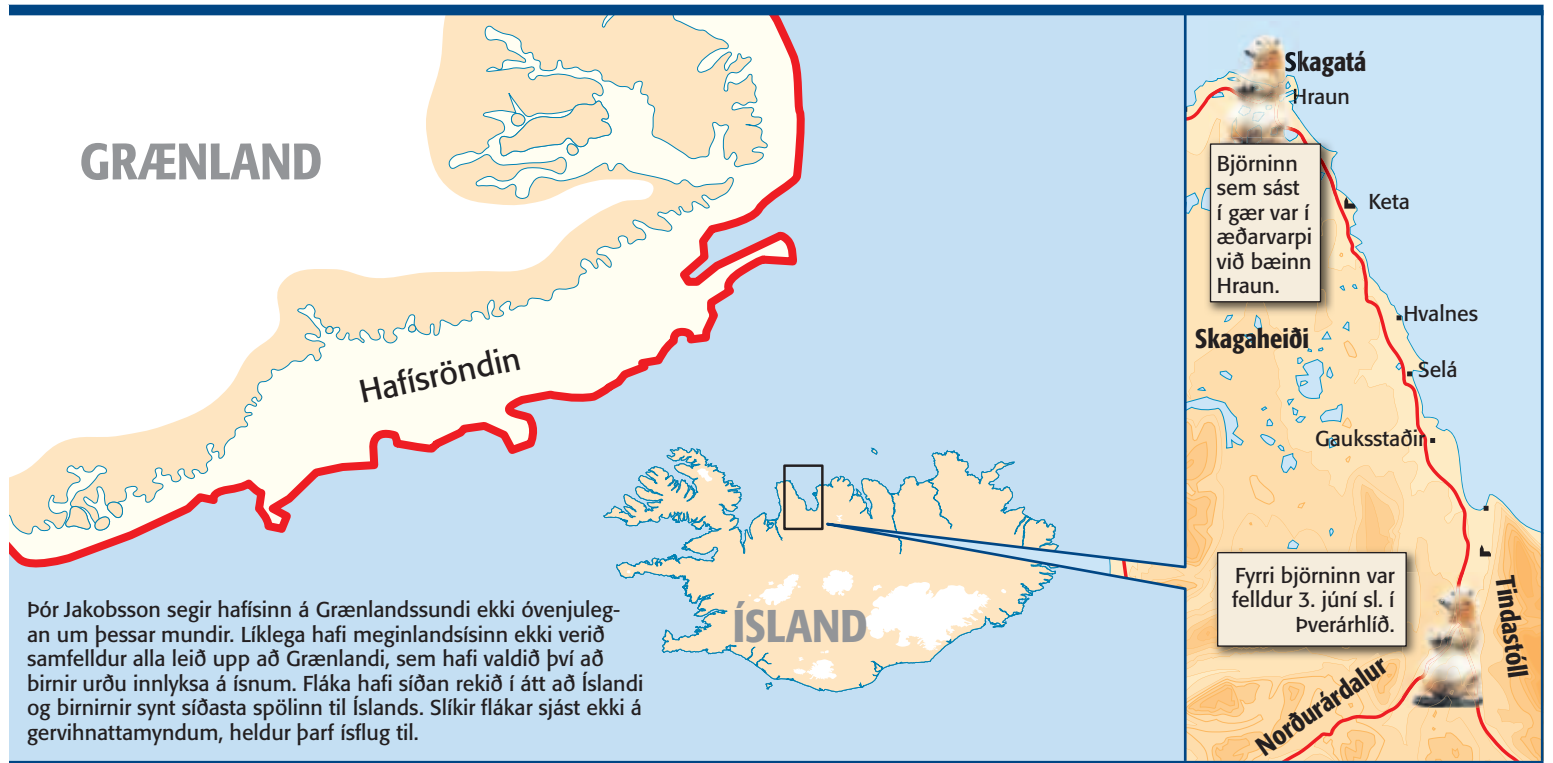 GRÆNLAND
Hafísröndin
ÍSLAND
Þór Jakobsson segir hafísinn á Grænlandssundi ekki óvenjuleg-
an um þessar mundir. Líklega hafi meginlandsísinn ekki verið
samfelldur alla leið upp að Grænlandi, sem hafi valdið því að
birnir urðu innlyksa á ísnum. Fláka hafi síðan rekið í átt að Íslandi
og birnirnir synt síðasta spölinn til Íslands. Slíkir flákar sjást ekki á
gervihnattamyndum, heldur þarf ísflug til.
Skagatá
Hraun
Björninn
sem sást
í gær var í
æðarvarpi
við bæinn
Hraun.
Keta
Hvalnes
Skagaheiði
Selá
Gauksstaðir
Fyrri björninn var
felldur 3. júní sl. í
Þverárhlíð.
Tindastóll
Norðurárdalur